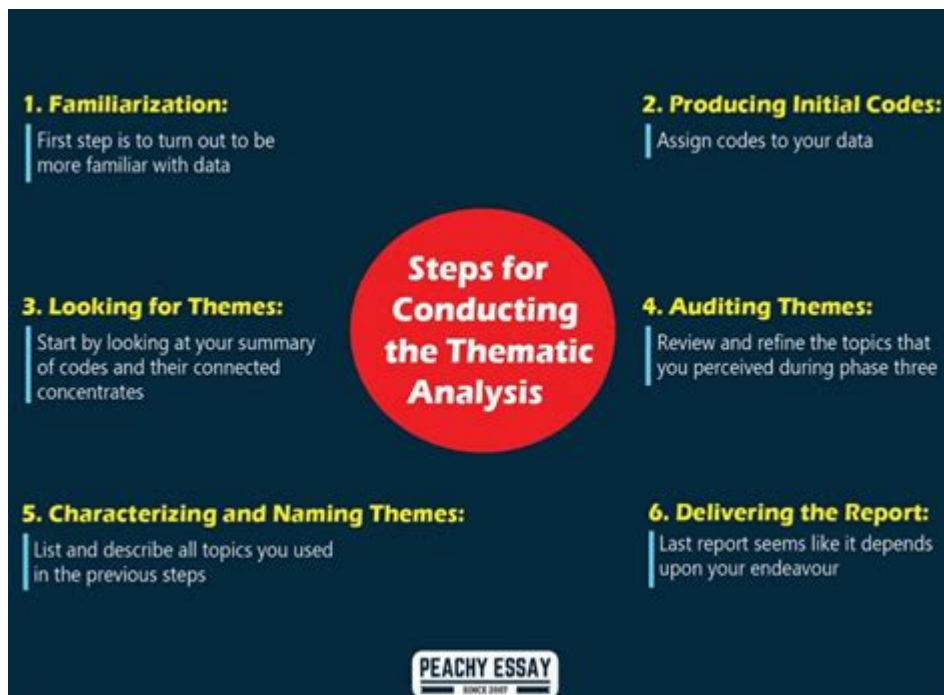 1. Familiarization:
First step is to turn out to be
more familiar with data
2. Producing Initial Codes:
Assign codes to your data
Steps for
Conducting
the Thematic
Analysis
3. Looking for Themes:
Start by looking at your summary
of codes and their connected
concentrates
4. Auditing Themes:
Review and refine the topics that
you perceived during phase three
5. Characterizing and Naming Themes:
List and describe all topics you used
in the previous steps
6. Delivering the Report:
Last report seems like it depends
upon your endeavour
PEACHY ESSAY
SINCE 2007